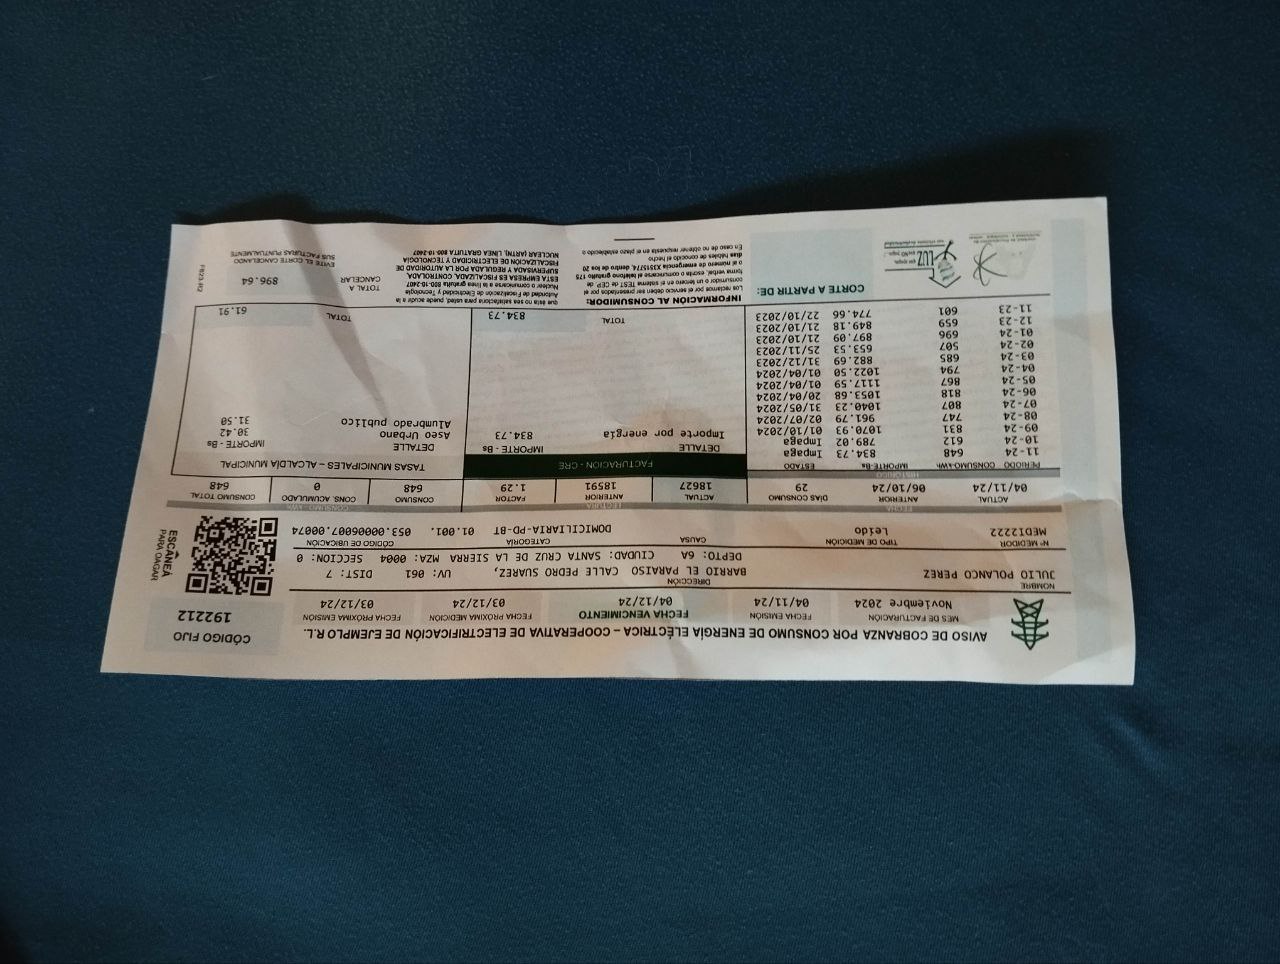 AVISO DE COBRANZA POR CONSUMO DE ENERGÍA ELÉCTRICA – COOPERATIVA ELÉCTRICA DE ELECTRIFICACIÓN DE EJEMPLO R.L.
CÓDIGO FIJO
192212
MES DE FACTURACIÓN FECHA EMISIÓN FECHA VENCIMIENTO FECHA PRÓXIMA MEDICIÓN FECHA PRÓXIMA EMISIÓN
Noviembre 2024 04/11/24 04/12/24 03/12/24 03/12/24
NOMBRE DIRECCIÓN
JULIO POLANCO PEREZ BARRIO EL PARAISO CALLE PEDRO SUAREZ, UV: 061 DIST: 7
DEPTO: 6A CIUDAD: SANTA CRUZ DE LA SIERRA MZA: 0004 SECCION: 0
ESCANEÁ
PARA PAGAR
Nº MEDIDOR TIPO DE MEDICIÓN CAUSA CATEGORÍA CÓDIGO DE UBICACIÓN
MEDI2222 Leido DOMICILIARIA-PD-BT 01.001. 053.00006007.00074
FECHA LECTURA CONSUMO - kWh
ACTUAL ANTERIOR DÍAS CONSUMO ACTUAL ANTERIOR FACTOR CONSUMO CONS. ACUMULADO CONSUMO TOTAL
04/11/24 06/10/24 29 18627 18591 1.29 648 0 648
HISTÓRICO
PERIODO CONSUMO-kWh IMPORTE-Bs ESTADO
11-24 648 834.73 Impaga
10-24 612 789.02 Impaga
09-24 831 1070.93 01/10/2024
08-24 747 961.79 02/07/2024
07-24 807 1040.23 31/05/2024
06-24 818 1053.68 20/04/2024
05-24 867 1117.59 01/04/2024
04-24 794 1027.50 01/04/2024
03-24 685 882.69 31/12/2023
02-24 507 653.53 25/11/2023
01-24 696 897.09 21/10/2023
12-23 659 849.18 21/10/2023
11-23 601 774.66 22/10/2023
FACTURACION - CRE
DETALLE IMPORTE - Bs
Importe por energía 834.73
TOTAL 834.73
TASAS MUNICIPALES – ALCALDÍA MUNICIPAL
DETALLE IMPORTE - Bs
Aseo Urbano 30.42
Alumbrado publico 31.50
TOTAL 61.91
LUZ
CORTE A PARTIR DE:
INFORMACIÓN AL CONSUMIDOR:
Los reclamos por el servicio deben ser presentados por el
consumidor o un tercero en el sistema TEST de CEP de
forma verbal, escrita o comunicarse al teléfono gratuito 175
o al número de emergencia 33515774 dentro de los 20
días hábiles de conocido el hecho
En caso de no obtener respuesta en el plazo establecido o
que ésta no sea satisfactoria para usted, puede acudir a la
Autoridad de Fiscalización de Electricidad y Tecnología
Nuclear o comunicarse a la línea gratuita 800-10-2407
ESTA EMPRESA ES FISCALIZADA, CONTROLADA,
SUPERVISADA Y REGULADA POR LA AUTORIDAD DE
FISCALIZACIÓN DE ELECTRICIDAD Y TECNOLOGÍA
NUCLEAR (AETN), LINEA GRATUITA 800-10-2407
TOTAL A
CANCELAR
896.64
EVITE EL CORTE CANCELANDO
SUS FACTURAS PUNTUALMENTE